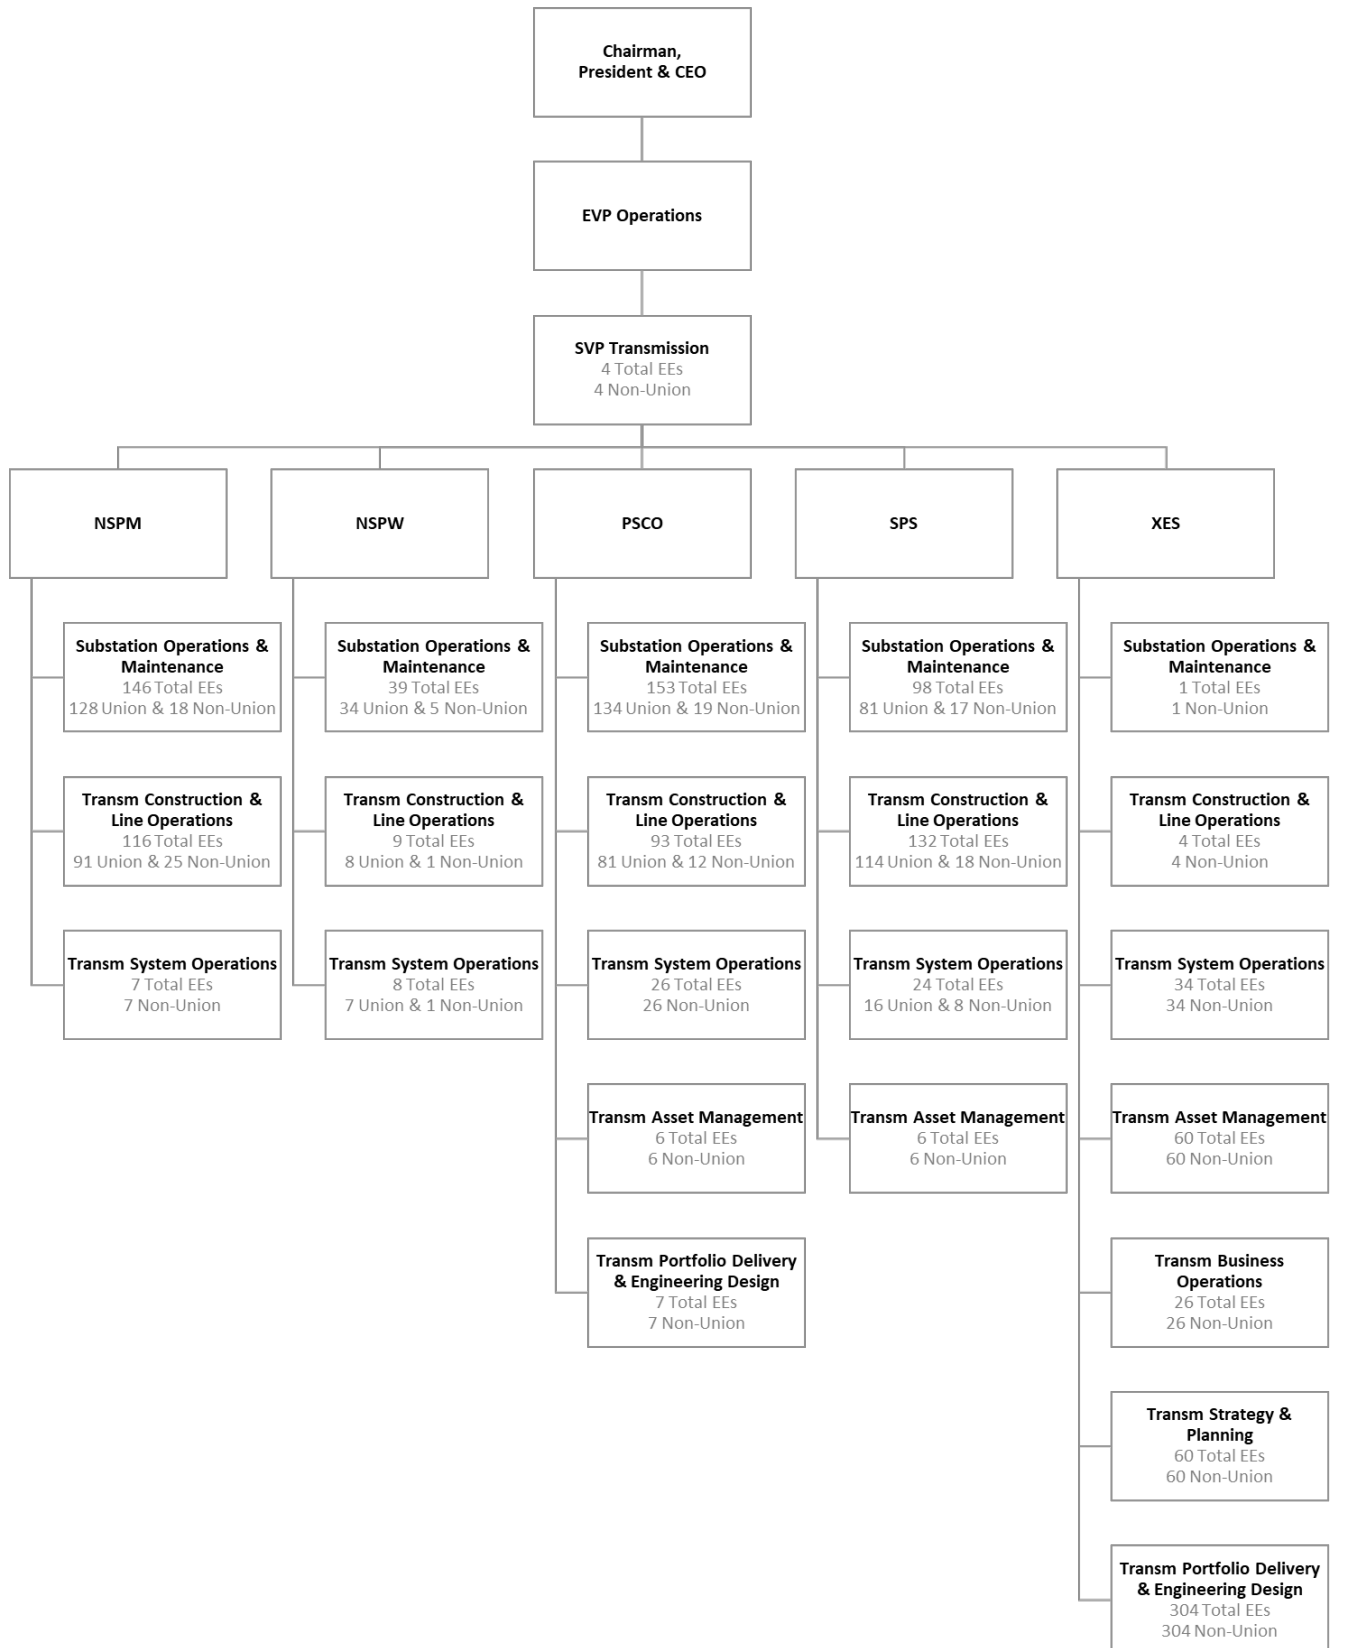 Chairman,
President & CEO
EVP Operations
SVP Transmission
4 Total EEs
4 Non-Union
NSPM
NSPW
PSCO
SPS
XES
Substation Operations &
Maintenance
146 Total EEs
128 Union & 18 Non-Union
Transm Construction &
Line Operations
116 Total EEs
91 Union & 25 Non-Union
Transm System Operations
7 Total EEs
7 Non-Union
Substation Operations &
Maintenance
39 Total EEs
34 Union & 5 Non-Union
Transm Construction &
Line Operations
9 Total EEs
8 Union & 1 Non-Union
Transm System Operations
8 Total EEs
7 Union & 1 Non-Union
Substation Operations &
Maintenance
153 Total EEs
134 Union & 19 Non-Union
Transm Construction &
Line Operations
93 Total EEs
81 Union & 12 Non-Union
Transm System Operations
26 Total EEs
26 Non-Union
Transm Asset Management
6 Total EEs
6 Non-Union
Transm Portfolio Delivery
& Engineering Design
7 Total EEs
7 Non-Union
Substation Operations &
Maintenance
98 Total EEs
81 Union & 17 Non-Union
Transm Construction &
Line Operations
132 Total EEs
114 Union & 18 Non-Union
Transm System Operations
24 Total EEs
16 Union & 8 Non-Union
Transm Asset Management
6 Total EEs
6 Non-Union
Substation Operations &
Maintenance
1 Total EEs
1 Non-Union
Transm Construction &
Line Operations
4 Total EEs
4 Non-Union
Transm System Operations
34 Total EEs
34 Non-Union
Transm Asset Management
60 Total EEs
60 Non-Union
Transm Business
Operations
26 Total EEs
26 Non-Union
Transm Strategy &
Planning
60 Total EEs
60 Non-Union
Transm Portfolio Delivery
& Engineering Design
304 Total EEs
304 Non-Union